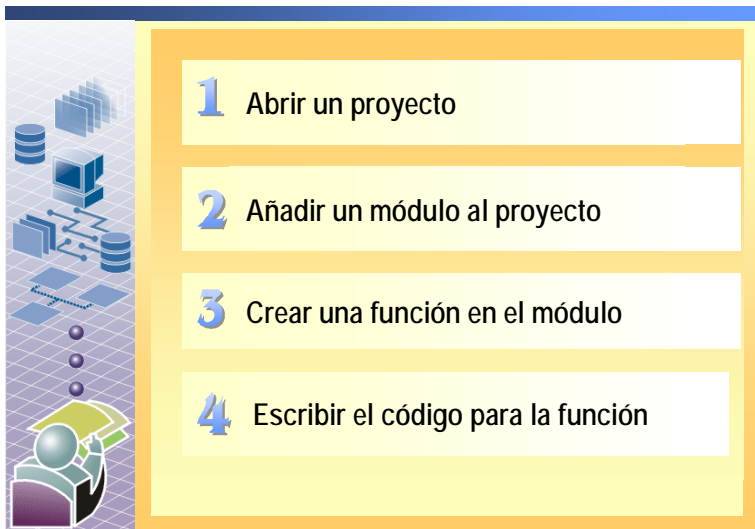 1 Abrir un proyecto
2 Añadir un módulo al proyecto
3 Crear una función en el módulo
4 Escribir el código para la función